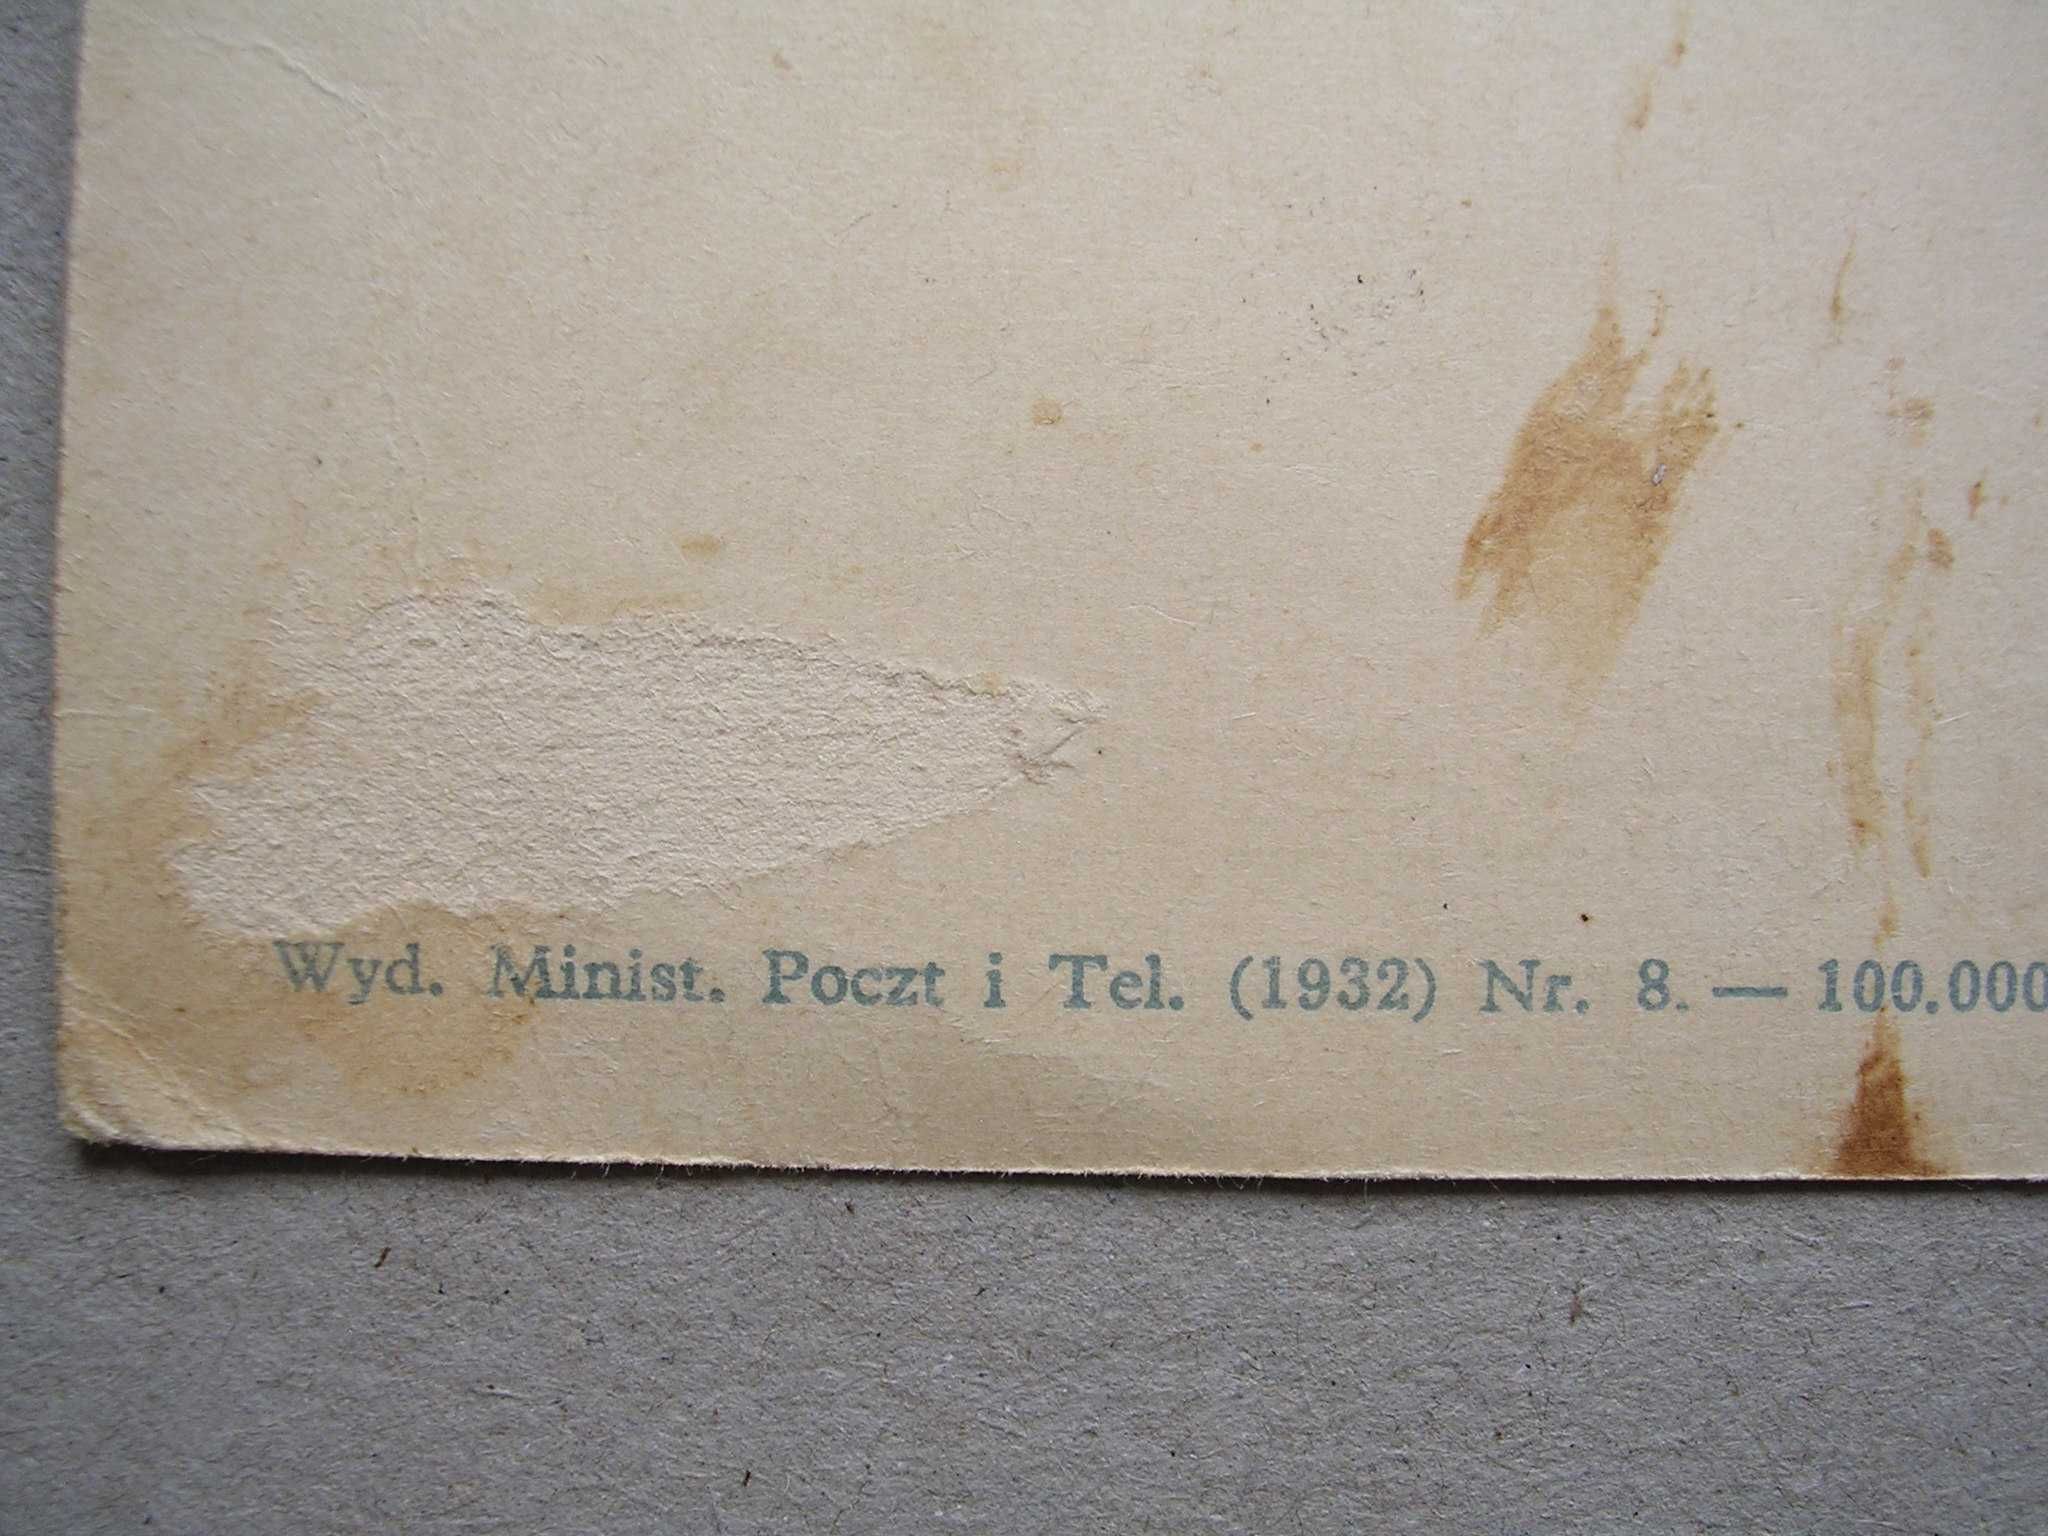 Wyd. Minist. Poczt i Tel. (1932) Nr. 8. — 100.000